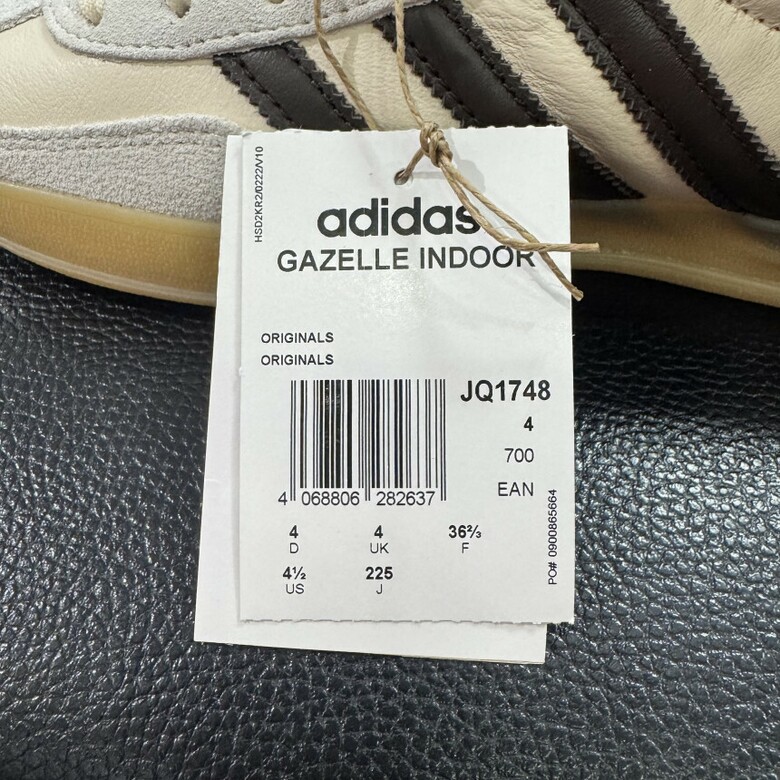 HSD2KR2/0222/V10
adidas
GAZELLE INDOOR
ORIGINALS
ORIGINALS
JQ1748
4
700
EAN
4 068806 282637
4 4 36⅔
D UK F
4½ 225
US J
PO# 0900865664